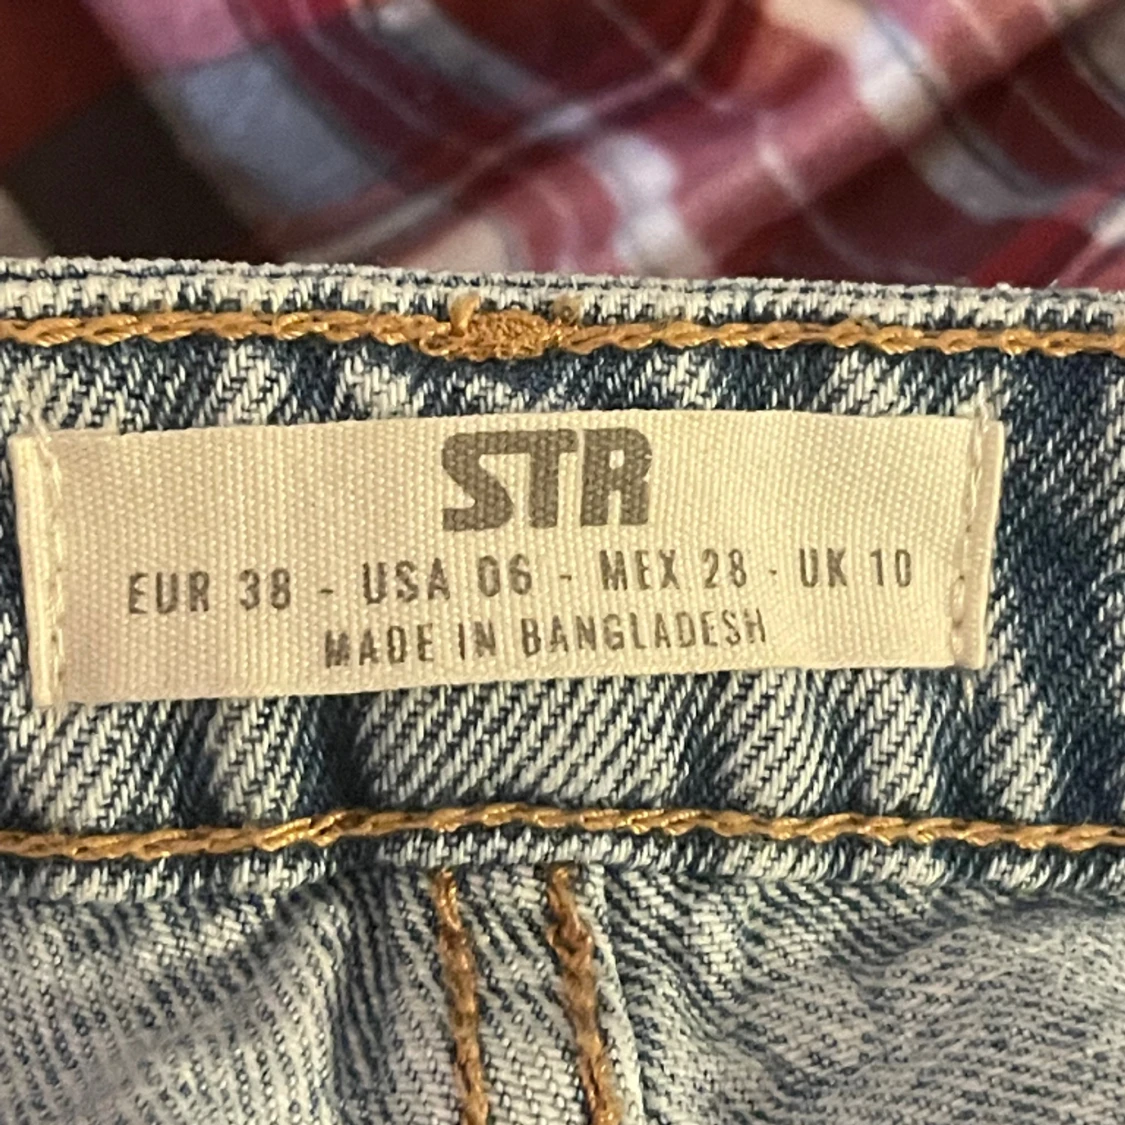 STR
EUR 38 - USA 06 - MEX 28 - UK 10
MADE IN BANGLADESH